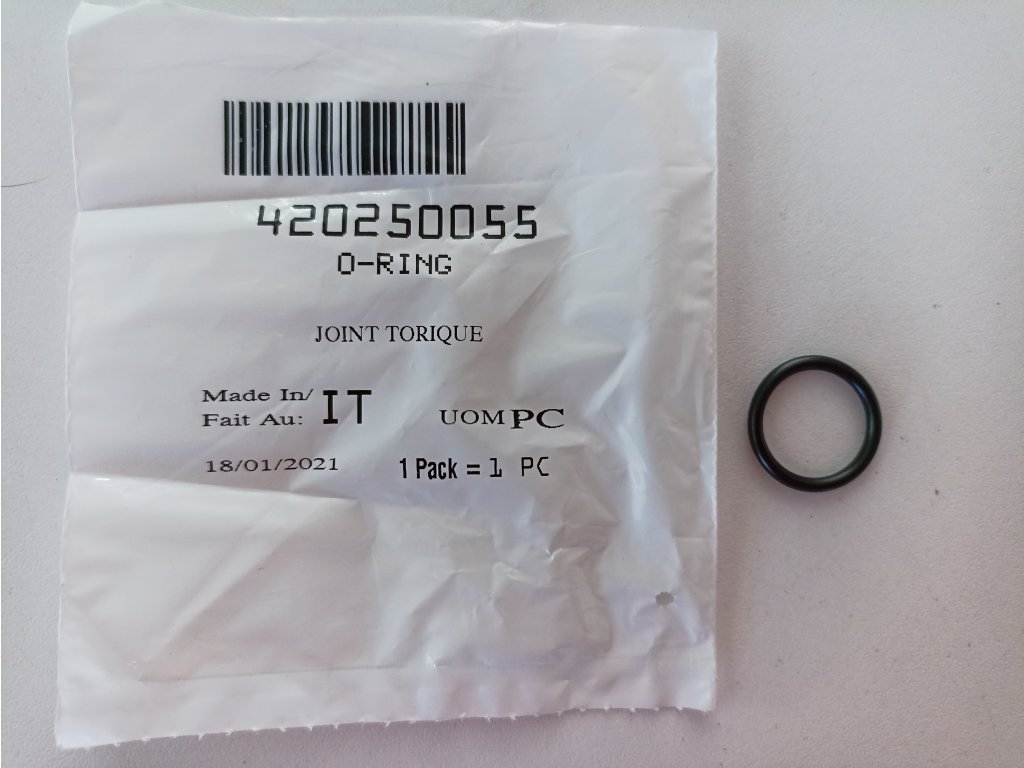 420250055
O-RING
JOINT TORIQUE
Made In/
Fait Au: IT
UOM PC
18/01/2021
1 Pack = 1 PC